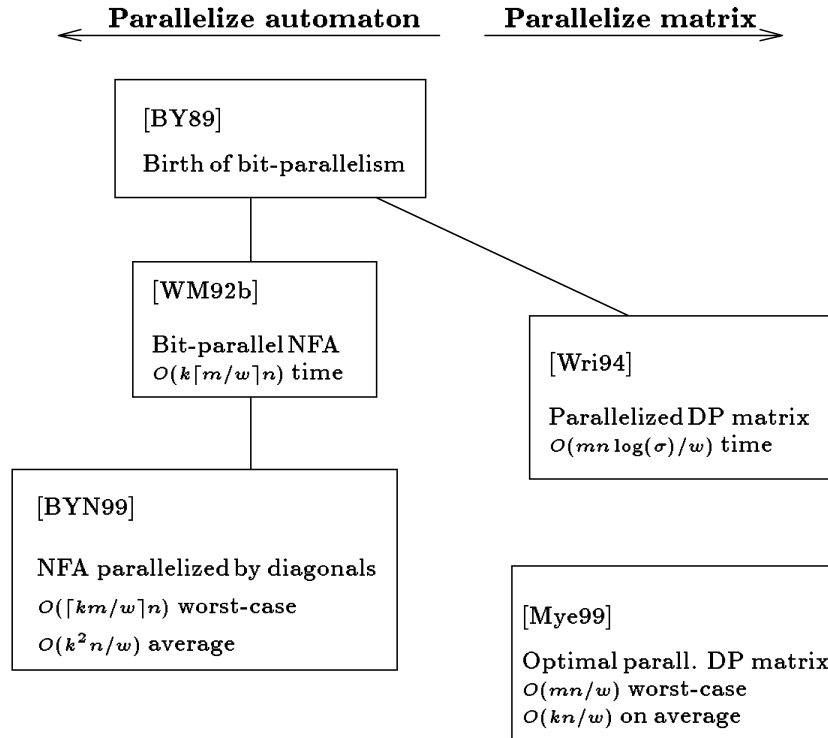 Parallelize automaton
Parallelize matrix
[BY89]
Birth of bit-parallelism
[WM92b]
Bit-parallel NFA
O(k⌈m/w⌉n) time
[Wri94]
Parallelized DP matrix
O(mn log(σ)/w) time
[BYN99]
NFA parallelized by diagonals
O(⌈km/w⌉n) worst-case
O(k²n/w) average
[Mye99]
Optimal parall. DP matrix
O(mn/w) worst-case
O(kn/w) on average